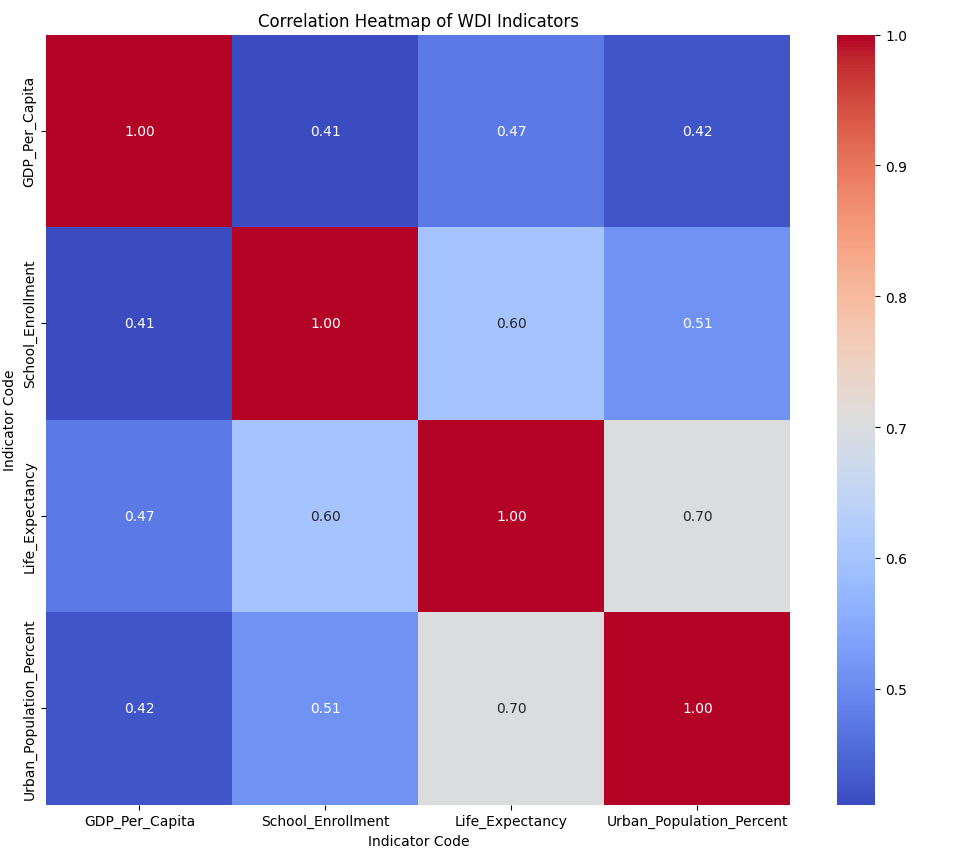 Correlation Heatmap of WDI Indicators
1.0
GDP_Per_Capita
1.00
0.41
0.47
0.42
0.9
0.8
School_Enrollment
0.41
1.00
0.60
0.51
Indicator Code
0.7
Life_Expectancy
0.47
0.60
1.00
0.70
0.6
Urban_Population_Percent
0.42
0.51
0.70
1.00
0.5
GDP_Per_Capita
School_Enrollment
Life_Expectancy
Urban_Population_Percent
Indicator Code